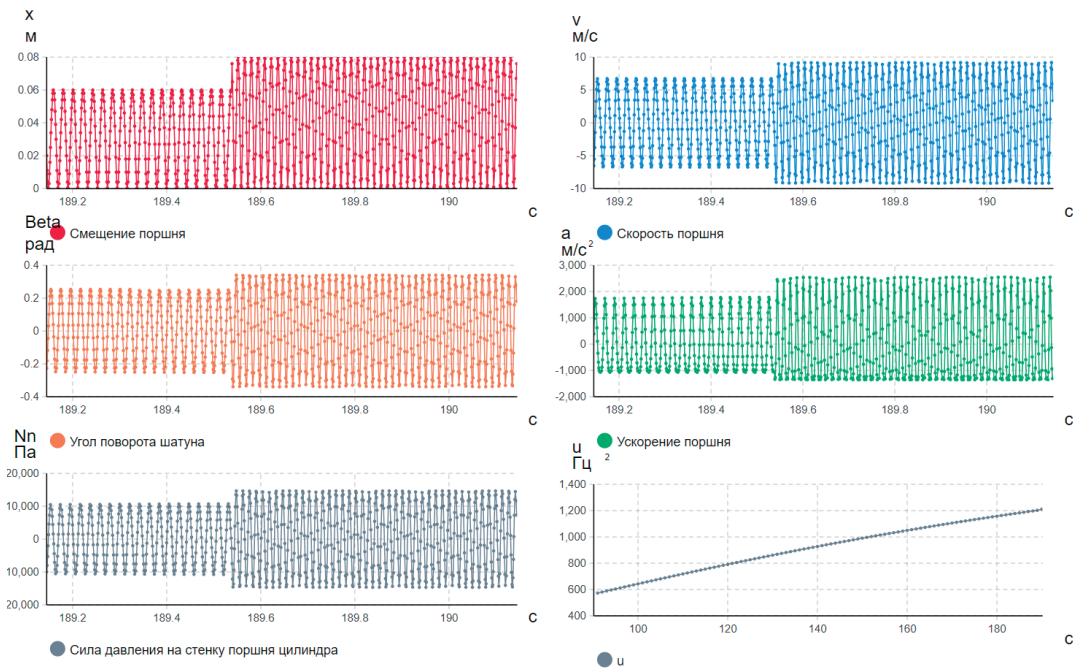 x
м
0.08
0.06
0.04
0.02
0
189.2
189.4
189.6
189.8
190
с
Смещение поршня
v
м/с
10
5
0
-5
-10
189.2
189.4
189.6
189.8
190
с
Скорость поршня
Beta
рад
0.4
0.2
0
-0.2
-0.4
189.2
189.4
189.6
189.8
190
с
Угол поворота шатуна
a
м/с²
3,000
2,000
1,000
0
-1,000
-2,000
189.2
189.4
189.6
189.8
190
с
Ускорение поршня
Nn
Па
20,000
10,000
0
10,000
20,000
189.2
189.4
189.6
189.8
190
с
Сила давления на стенку поршня цилиндра
u
Гц²
1,400
1,200
1,000
800
600
400
100
120
140
160
180
с
u